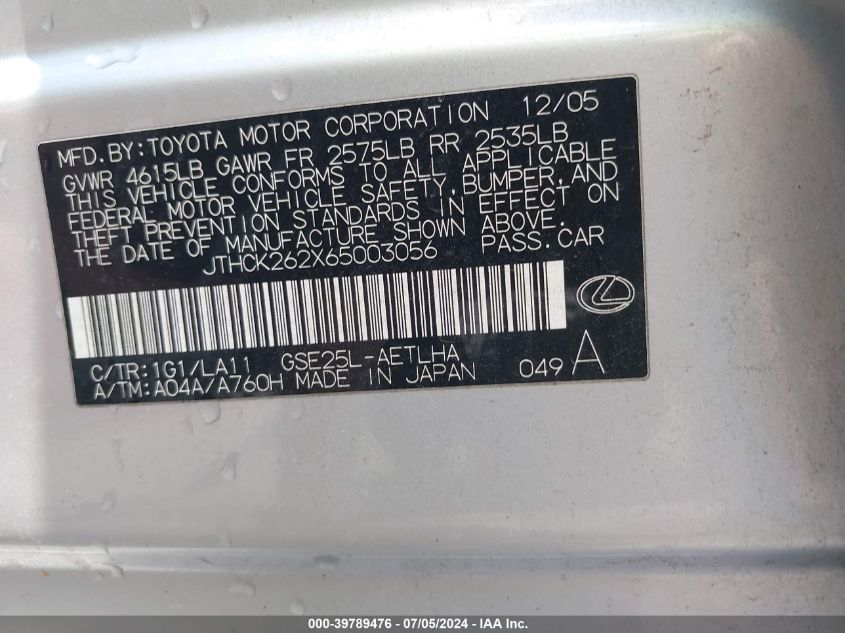 MFD.BY:TOYOTA MOTOR CORPORATION 12/05
GVWR 4615LB GAWR FR 2575LB RR 2535LB
THIS VEHICLE CONFORMS TO ALL APPLICABLE
FEDERAL MOTOR VEHICLE SAFETY,BUMPER,AND
THEFT PREVENTION STANDARDS IN EFFECT ON
THE DATE OF MANUFACTURE SHOWN ABOVE.
JTHCK262X65003056 PASS.CAR
C/TR:1G1/LA11 GSE25L-AETLHA
A/TM:A04A/A760H MADE IN JAPAN 049 A
000-39789476 - 07/05/2024 - IAA Inc.